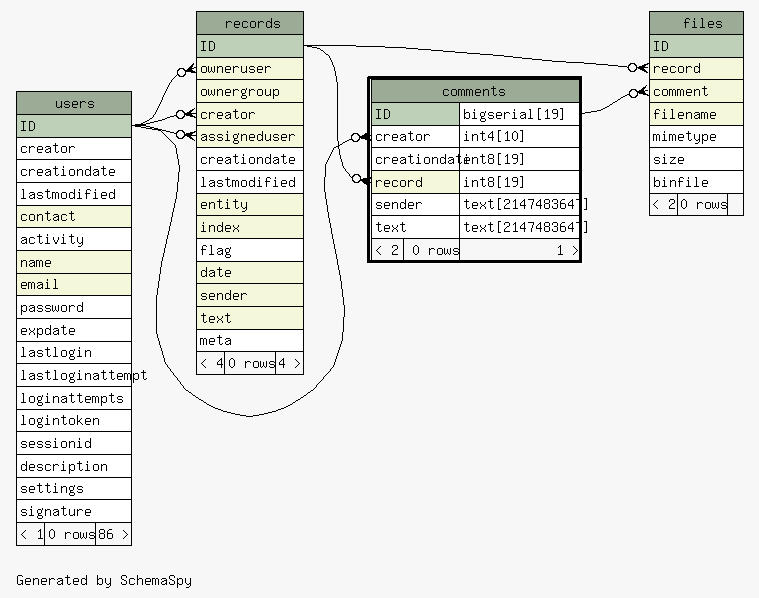 users
ID
creator
creationdate
lastmodified
contact
activity
name
email
password
expdate
lastlogin
lastloginattempt
loginattempts
logintoken
sessionid
description
settings
signature
< 1 0 rows 86 >
records
ID
owneruser
ownergroup
creator
assigneduser
creationdate
lastmodified
entity
index
flag
date
sender
text
meta
< 4 0 rows 4 >
comments
ID bigserial[19]
creator int4[10]
creationdate int8[19]
record int8[19]
sender text[2147483647]
text text[2147483647]
< 2 0 rows 1 >
files
ID
record
comment
filename
mimetype
size
binfile
< 2 0 rows
Generated by SchemaSpy